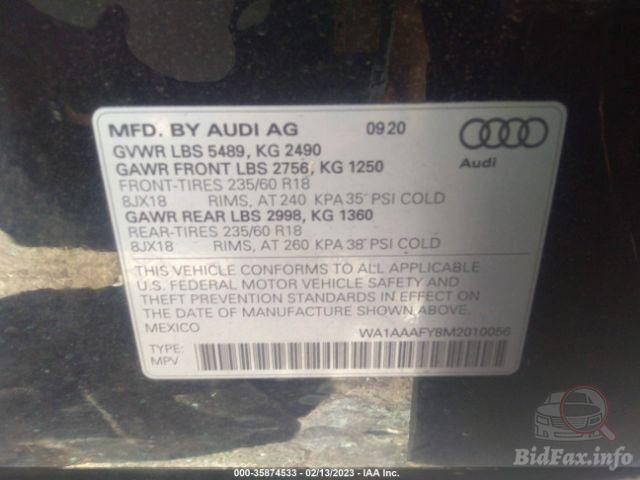 MFD. BY AUDI AG 0920
GVWR LBS 5489, KG 2490
GAWR FRONT LBS 2756, KG 1250
FRONT-TIRES 235/60 R18
8JX18 RIMS, AT 240 KPA 35 PSI COLD
GAWR REAR LBS 2998, KG 1360
REAR-TIRES 235/60 R18
8JX18 RIMS, AT 260 KPA 38 PSI COLD
Audi
THIS VEHICLE CONFORMS TO ALL APPLICABLE
U.S. FEDERAL MOTOR VEHICLE SAFETY AND
THEFT PREVENTION STANDARDS IN EFFECT ON
THE DATE OF MANUFACTURE SHOWN ABOVE.
MEXICO WA1AAAFY8M2010056
TYPE:
MPV
BidFax.info
000-35874533 - 02/13/2023 - IAA Inc.